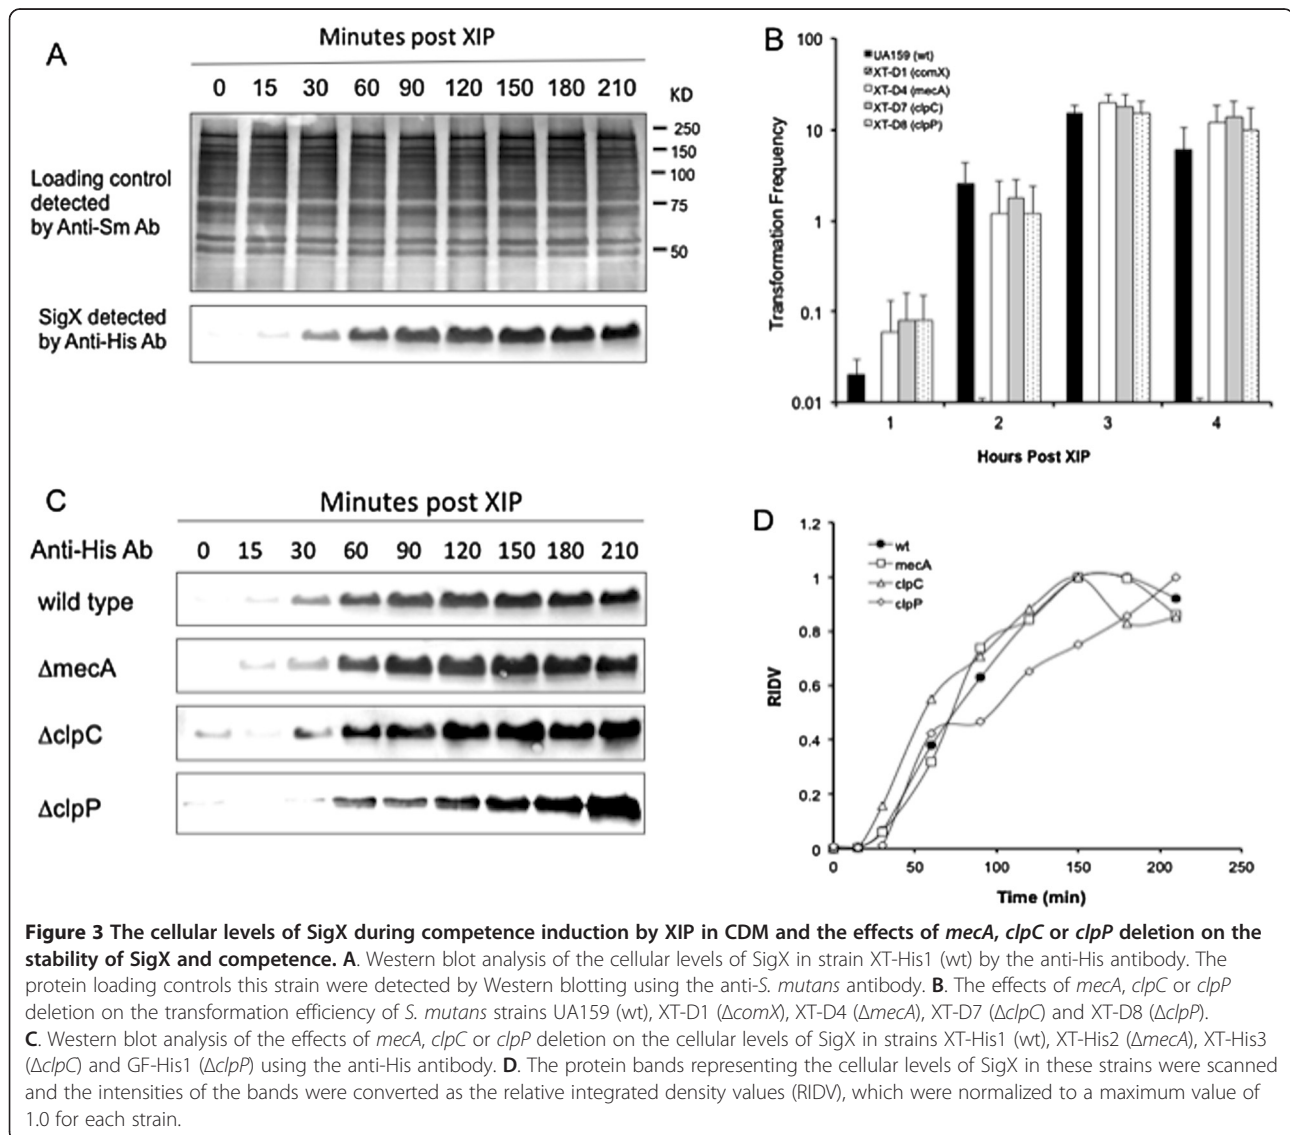 A
Minutes post XIP
0 15 30 60 90 120 150 180 210
KD
250
150
100
75
50
Loading control
detected
by Anti-Sm Ab
SigX detected
by Anti-His Ab
B
100
10
1
0.1
0.01
Transformation Frequency
UA159 (wt)
XT-D1 (comX)
XT-D4 (mecA)
XT-D7 (clpC)
XT-D8 (clpP)
1 2 3 4
Hours Post XIP
C
Minutes post XIP
Anti-His Ab 0 15 30 60 90 120 150 180 210
wild type
ΔmecA
ΔclpC
ΔclpP
D
1.2
1
0.8
0.6
0.4
0.2
0
RIDV
wt
mecA
clpC
clpP
0 50 100 150 200 250
Time (min)
Figure 3 The cellular levels of SigX during competence induction by XIP in CDM and the effects of mecA, clpC or clpP deletion on the
stability of SigX and competence. A. Western blot analysis of the cellular levels of SigX in strain XT-His1 (wt) by the anti-His antibody. The
protein loading controls this strain were detected by Western blotting using the anti-S. mutans antibody. B. The effects of mecA, clpC or clpP
deletion on the transformation efficiency of S. mutans strains UA159 (wt), XT-D1 (ΔcomX), XT-D4 (ΔmecA), XT-D7 (ΔclpC) and XT-D8 (ΔclpP).
C. Western blot analysis of the effects of mecA, clpC or clpP deletion on the cellular levels of SigX in strains XT-His1 (wt), XT-His2 (ΔmecA), XT-His3
(ΔclpC) and GF-His1 (ΔclpP) using the anti-His antibody. D. The protein bands representing the cellular levels of SigX in these strains were scanned
and the intensities of the bands were converted as the relative integrated density values (RIDV), which were normalized to a maximum value of
1.0 for each strain.